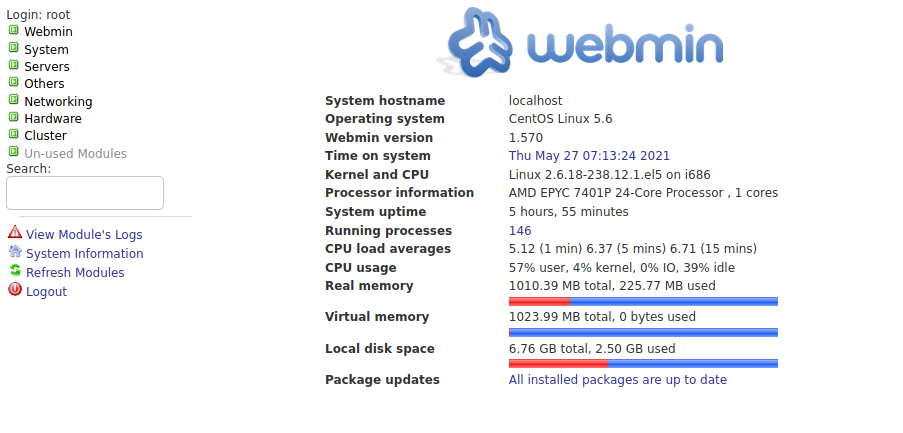 Login: root
Webmin
System
Servers
Others
Networking
Hardware
Cluster
Un-used Modules
Search:
View Module's Logs
System Information
Refresh Modules
Logout
webmin
System hostname localhost
Operating system CentOS Linux 5.6
Webmin version 1.570
Time on system Thu May 27 07:13:24 2021
Kernel and CPU Linux 2.6.18-238.12.1.el5 on i686
Processor information AMD EPYC 7401P 24-Core Processor , 1 cores
System uptime 5 hours, 55 minutes
Running processes 146
CPU load averages 5.12 (1 min) 6.37 (5 mins) 6.71 (15 mins)
CPU usage 57% user, 4% kernel, 0% IO, 39% idle
Real memory 1010.39 MB total, 225.77 MB used
Virtual memory 1023.99 MB total, 0 bytes used
Local disk space 6.76 GB total, 2.50 GB used
Package updates All installed packages are up to date